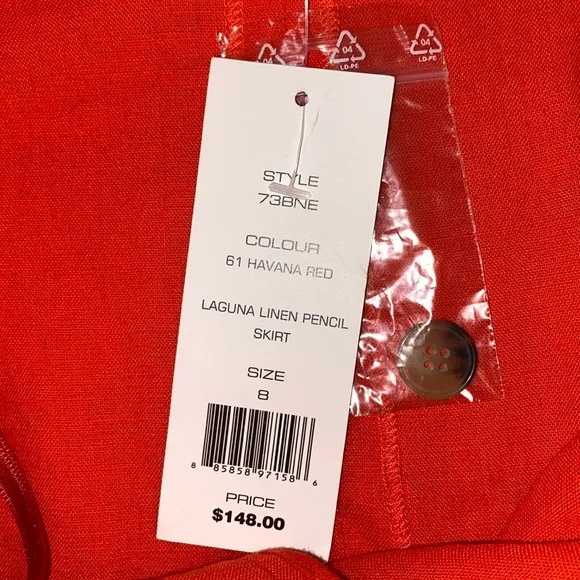 04
04
LD-PE
LD-PE
STYLE
73BNE
COLOUR
61 HAVANA RED
LAGUNA LINEN PENCIL
SKIRT
SIZE
8
8 85858 97158 6
PRICE
$148.00